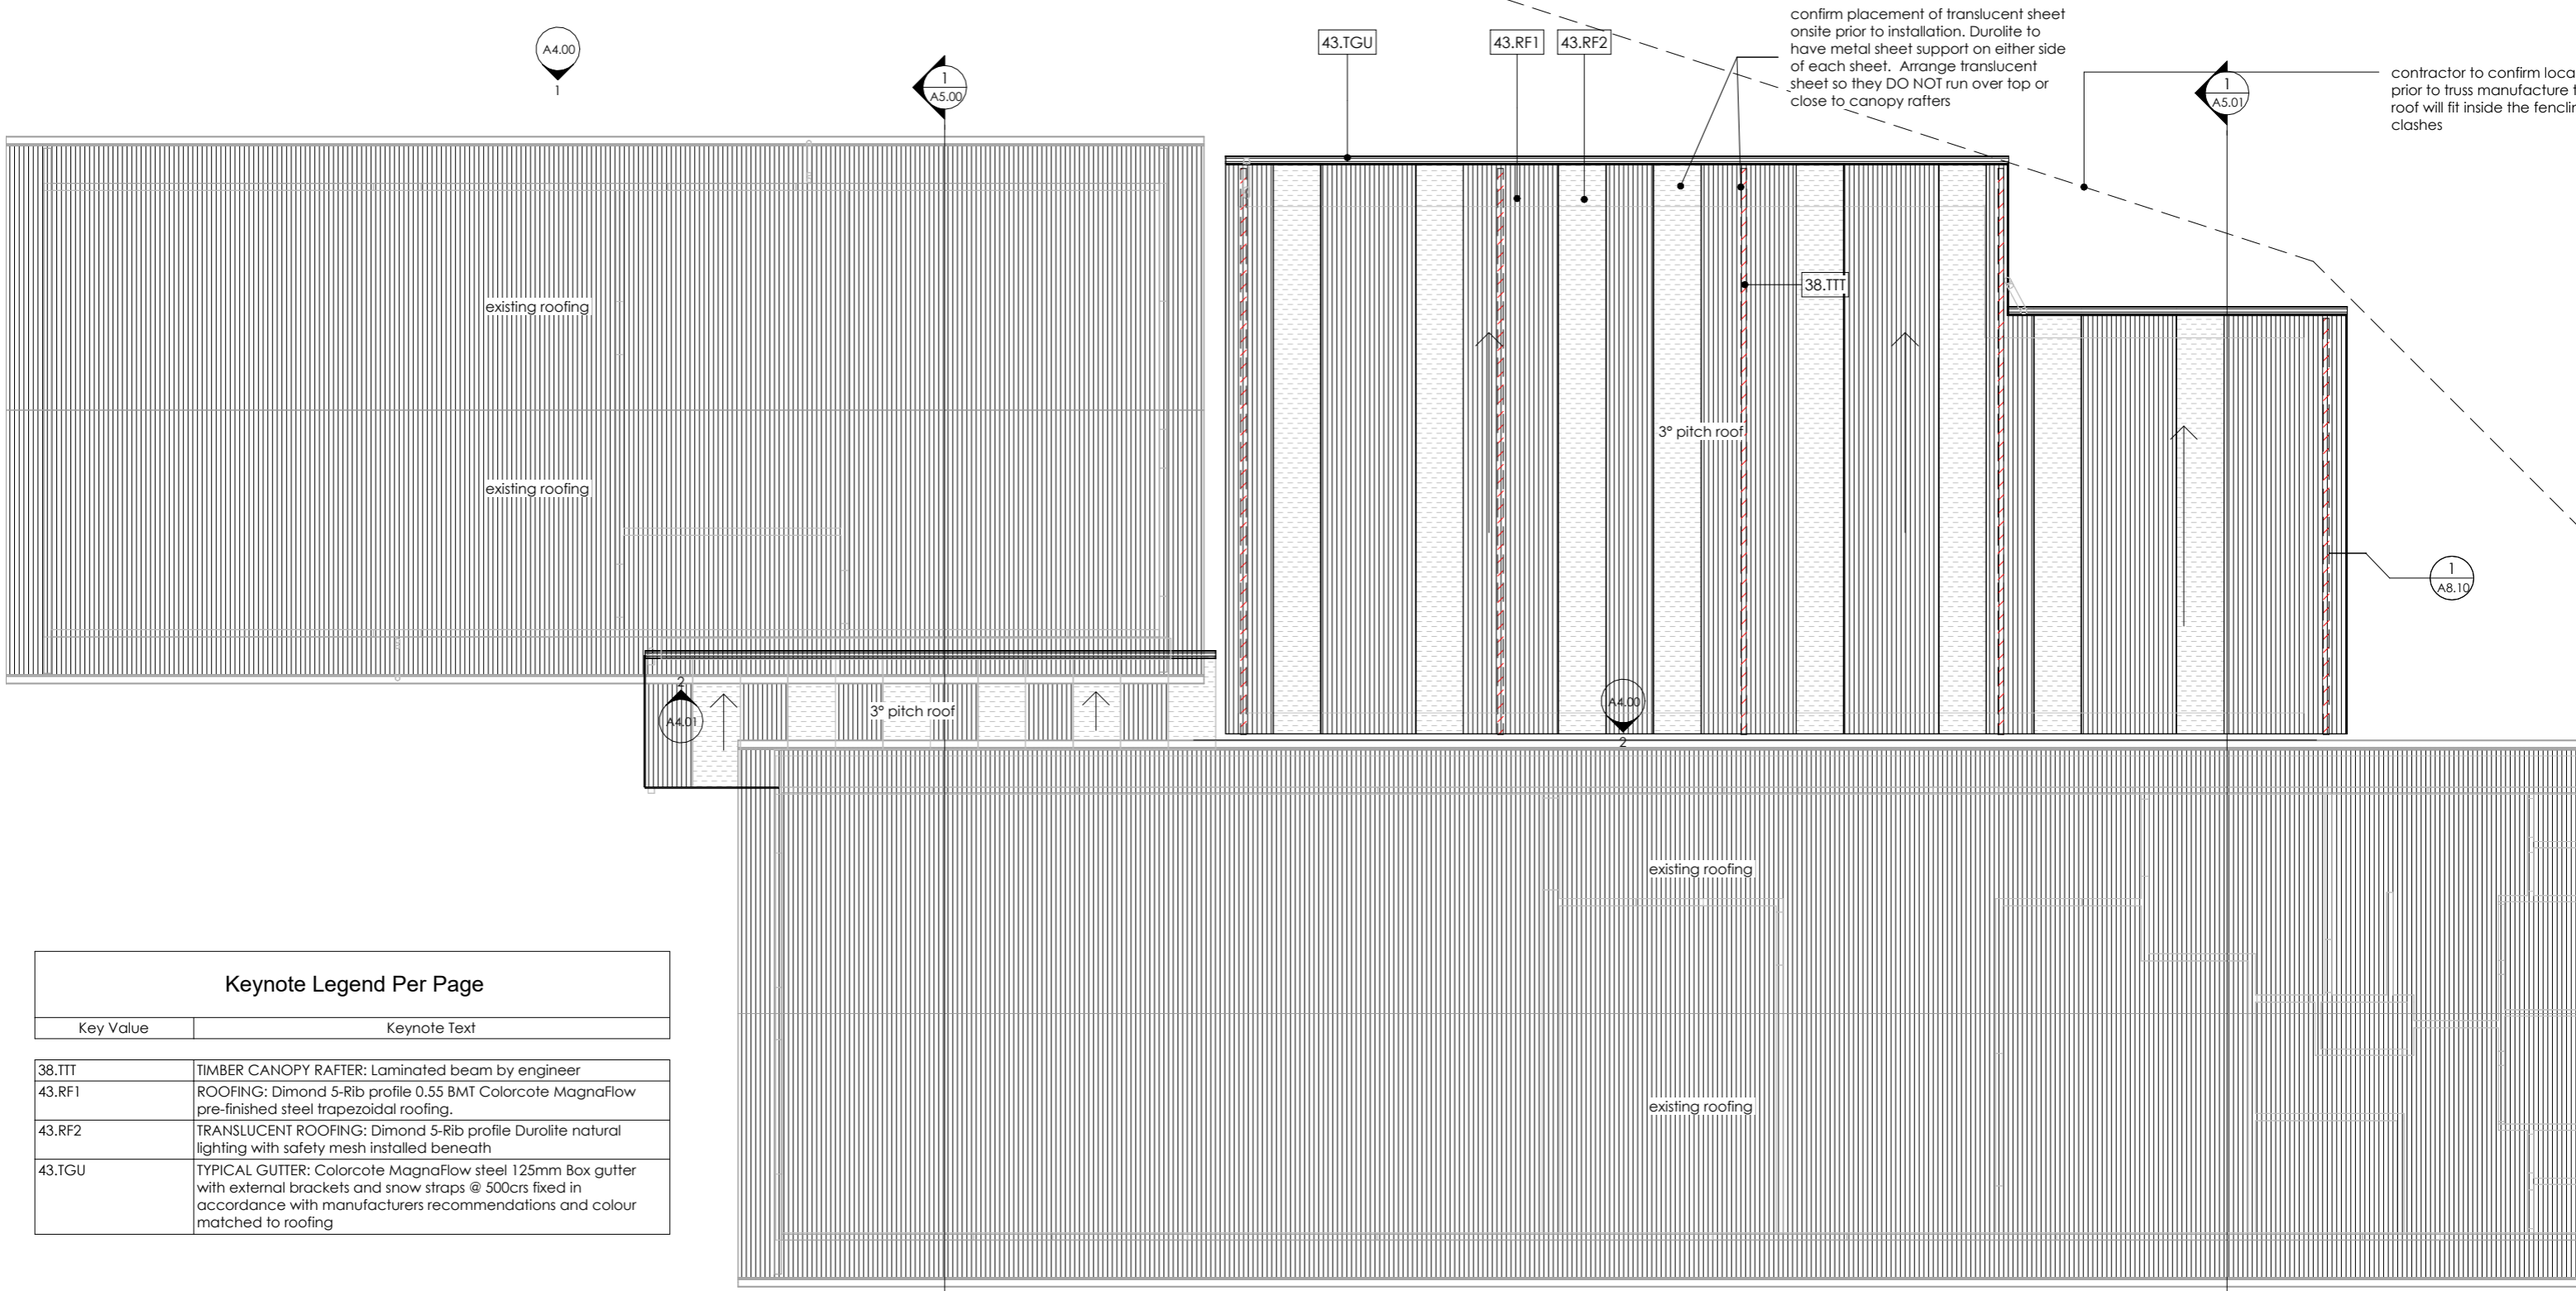 A4.00
1
1
A5.00
43.TGU
43.RF1
43.RF2
confirm placement of translucent sheet
onsite prior to installation. Durolite to
have metal sheet support on either side
of each sheet. Arrange translucent
sheet so they DO NOT run over top or
close to canopy rafters
1
A5.01
contractor to confirm loca
prior to truss manufacture t
roof will fit inside the fenclin
clashes
existing roofing
38.TTT
3° pitch roof
existing roofing
1
A8.10
2
A4.01
3° pitch roof
A4.00
2
existing roofing
existing roofing
Keynote Legend Per Page
Key Value Keynote Text
38.TTT TIMBER CANOPY RAFTER: Laminated beam by engineer
43.RF1 ROOFING: Dimond 5-Rib profile 0.55 BMT Colorcote MagnaFlow
pre-finished steel trapezoidal roofing.
43.RF2 TRANSLUCENT ROOFING: Dimond 5-Rib profile Durolite natural
lighting with safety mesh installed beneath
43.TGU TYPICAL GUTTER: Colorcote MagnaFlow steel 125mm Box gutter
with external brackets and snow straps @ 500crs fixed in
accordance with manufacturers recommendations and colour
matched to roofing